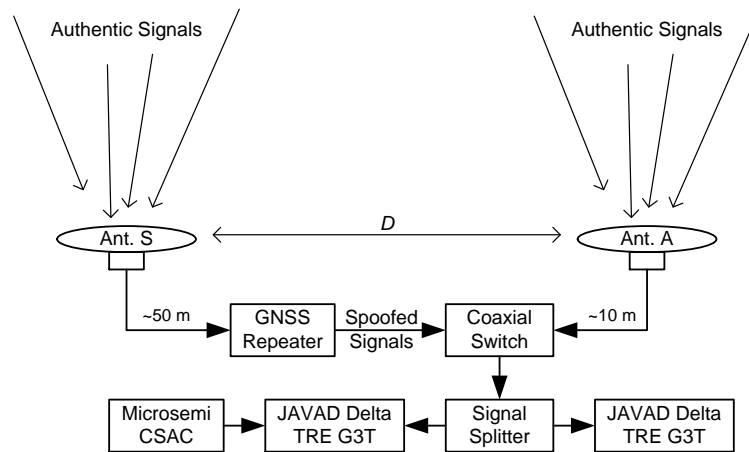 Authentic Signals
Authentic Signals
D
Ant. S
Ant. A
~50 m
GNSS
Repeater
Spoofed
Signals
Coaxial
Switch
~10 m
Microsemi
CSAC
JAVAD Delta
TRE G3T
Signal
Splitter
JAVAD Delta
TRE G3T